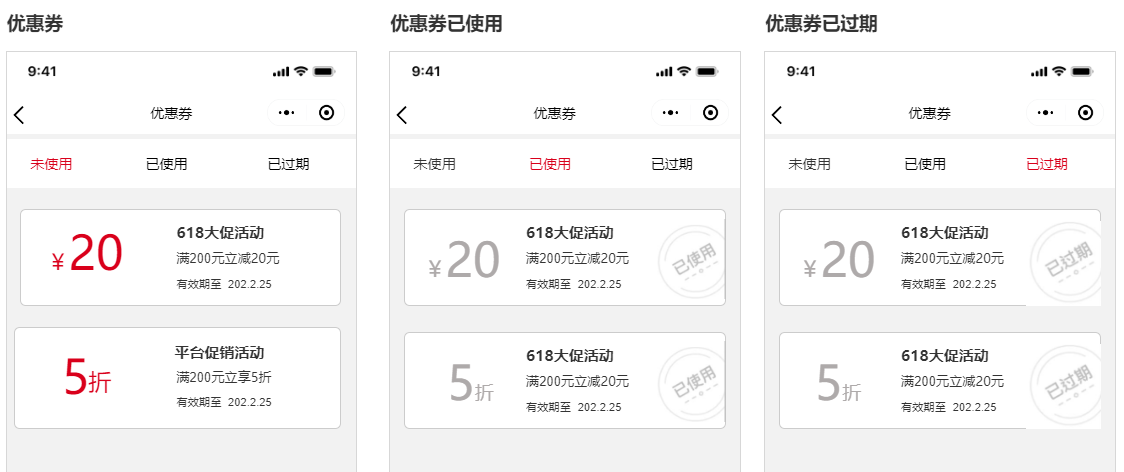 优惠券
9:41
优惠券
未使用 已使用 已过期
¥20
618大促活动
满200元立减20元
有效期至 202.2.25
5折
平台促销活动
满200元立享5折
有效期至 202.2.25
优惠券已使用
9:41
优惠券
未使用 已使用 已过期
¥20
618大促活动
满200元立减20元
有效期至 202.2.25
已使用
5折
618大促活动
满200元立减20元
有效期至 202.2.25
已使用
优惠券已过期
9:41
优惠券
未使用 已使用 已过期
¥20
618大促活动
满200元立减20元
有效期至 202.2.25
已过期
5折
618大促活动
满200元立减20元
有效期至 202.2.25
已过期